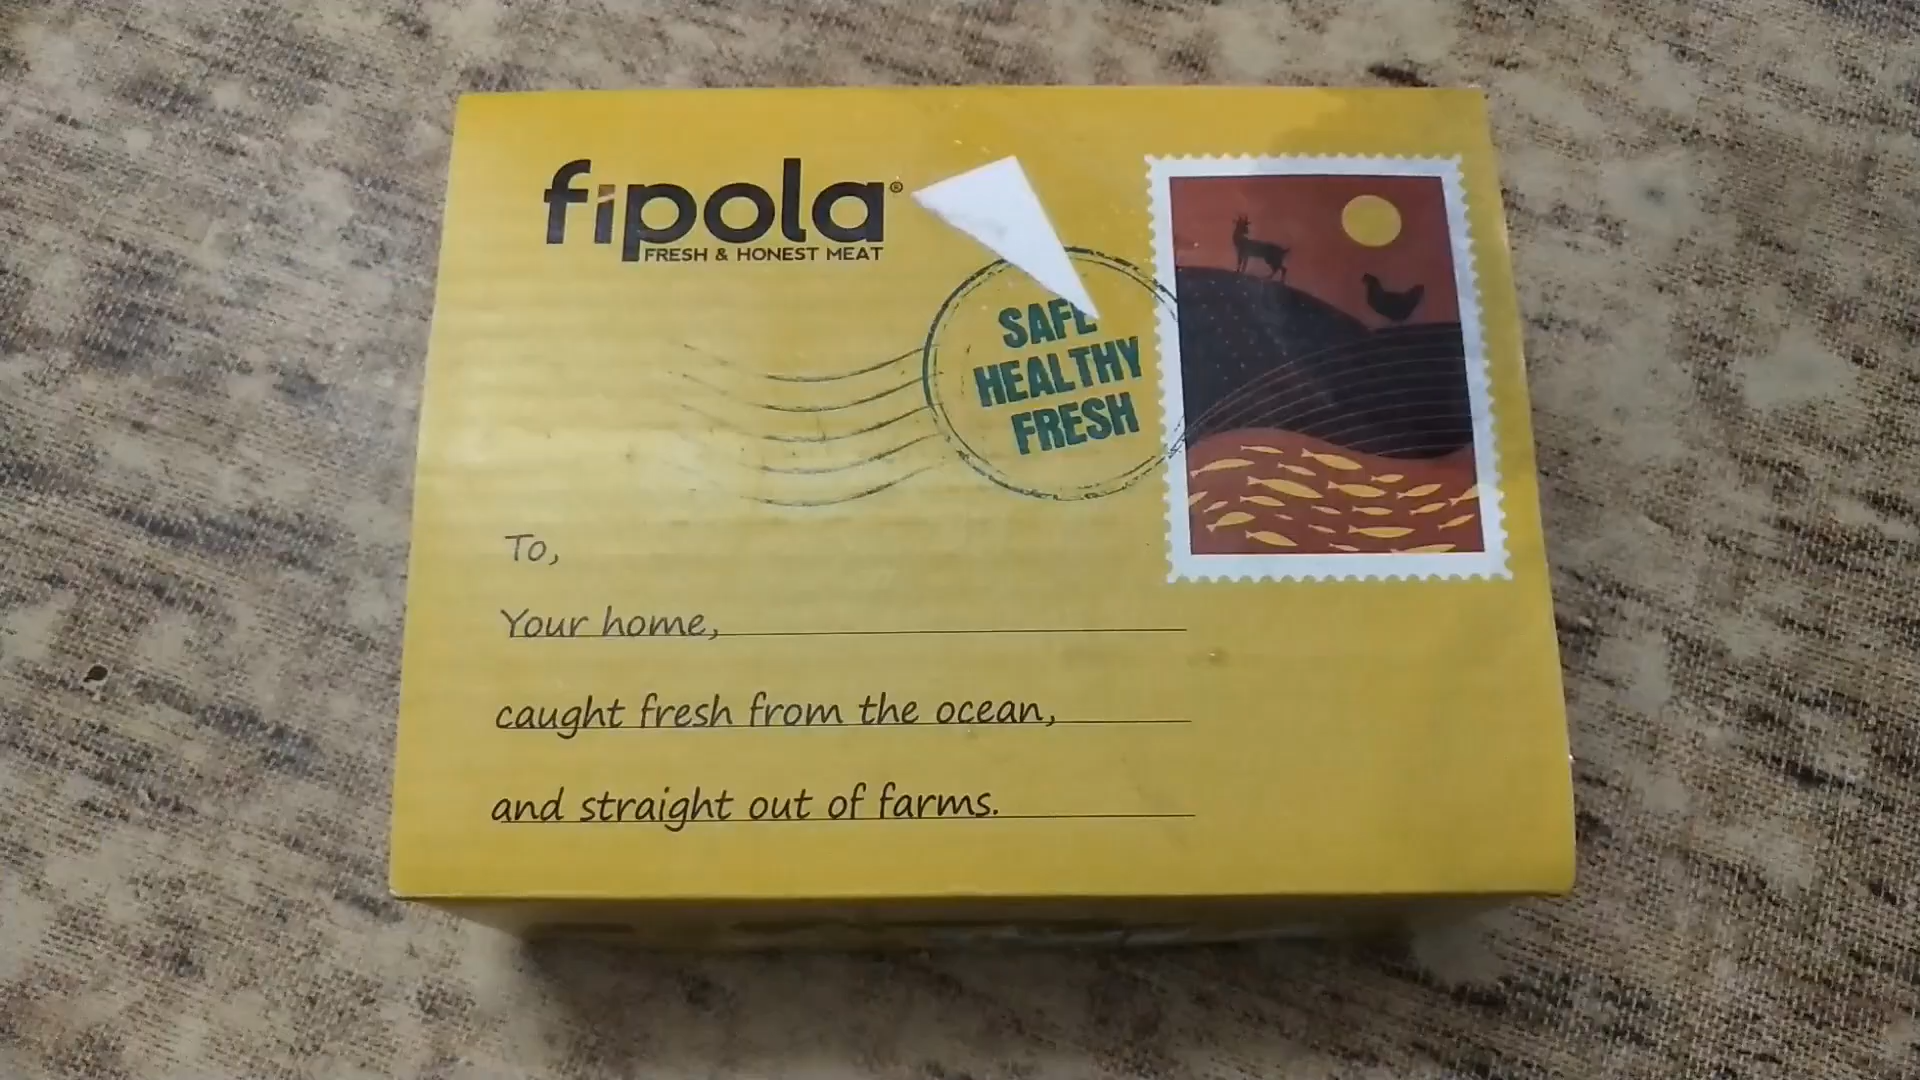 fipola®
FRESH & HONEST MEAT
SAFE
HEALTHY
FRESH
To,
Your home,
caught fresh from the ocean,
and straight out of farms.